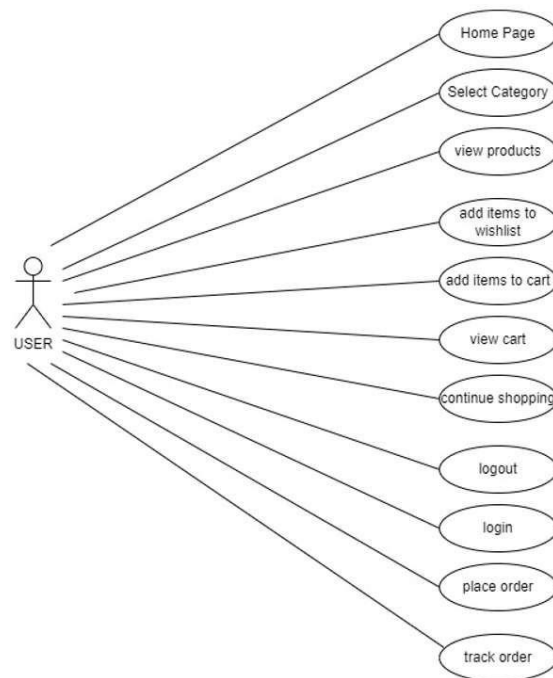 Home Page
Select Category
view products
add items to
wishlist
add items to cart
view cart
USER
continue shopping
logout
login
place order
track order